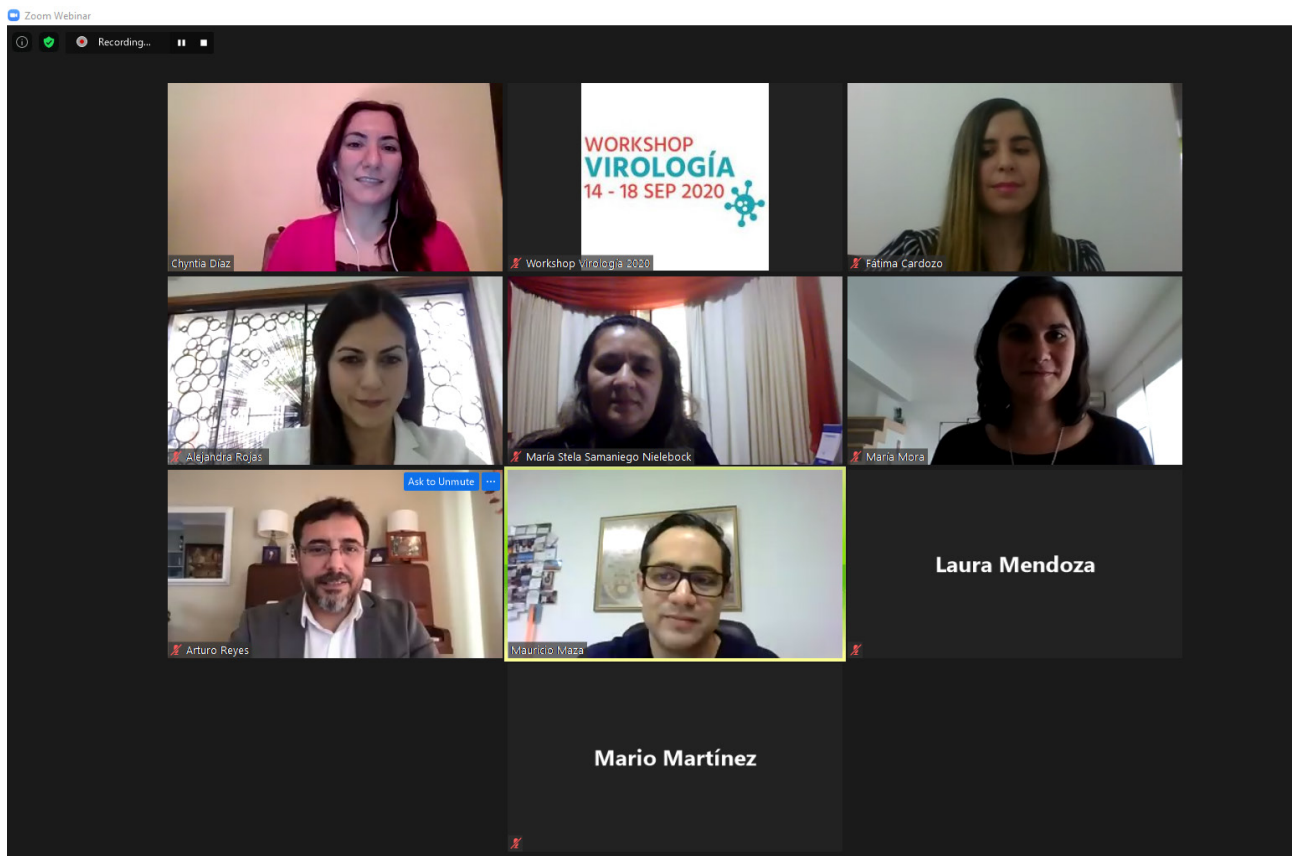 Zoom Webinar
Recording...
WORKSHOP
VIROLOGÍA
14 - 18 SEP 2020
Chyntia Díaz
Workshop Virología 2020
Fátima Cardozo
Alejandra Rojas
María Stela Samaniego Nielebock
María Mora
Ask to Unmute
...
Arturo Reyes
Mauricio Maza
Laura Mendoza
Mario Martínez